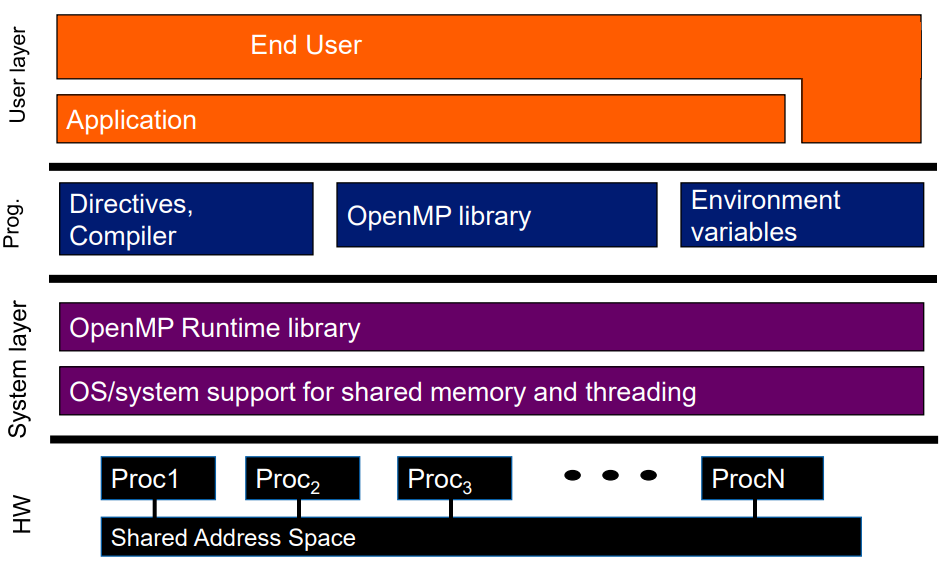 User layer
End User
Application
Prog.
Directives,
Compiler
OpenMP library
Environment
variables
System layer
OpenMP Runtime library
OS/system support for shared memory and threading
HW
Proc1
Proc2
Proc3
ProcN
Shared Address Space